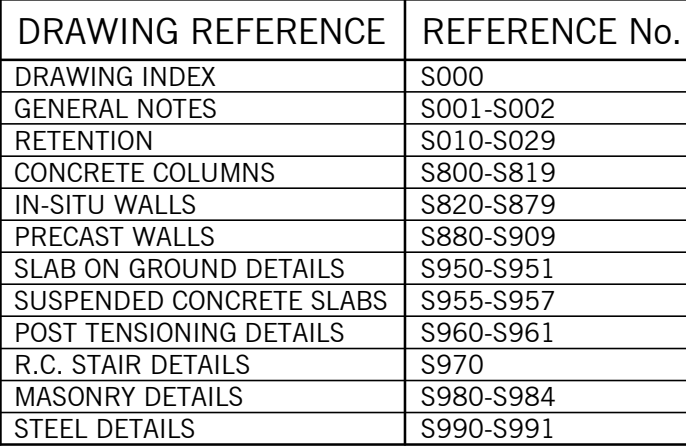 DRAWING REFERENCE REFERENCE No.
DRAWING INDEX S000
GENERAL NOTES S001-S002
RETENTION S010-S029
CONCRETE COLUMNS S800-S819
IN-SITU WALLS S820-S879
PRECAST WALLS S880-S909
SLAB ON GROUND DETAILS S950-S951
SUSPENDED CONCRETE SLABS S955-S957
POST TENSIONING DETAILS S960-S961
R.C. STAIR DETAILS S970
MASONRY DETAILS S980-S984
STEEL DETAILS S990-S991